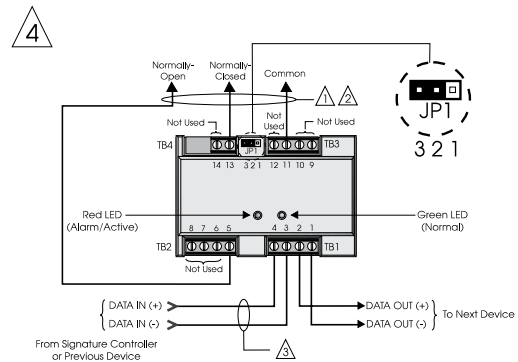 4
Normally-
Open
Normally-
Closed
Common
1 2
JP1
3 2 1
Not Used
Not
Used
Not Used
TB4
JP1
TB3
14 13 3 2 1 12 11 10 9
Red LED
(Alarm/Active)
Green LED
(Normal)
8 7 6 5 4 3 2 1
TB2
TB1
Not Used
DATA IN (+)
DATA IN (-)
DATA OUT (+)
DATA OUT (-)
To Next Device
From Signature Controller
or Previous Device
3